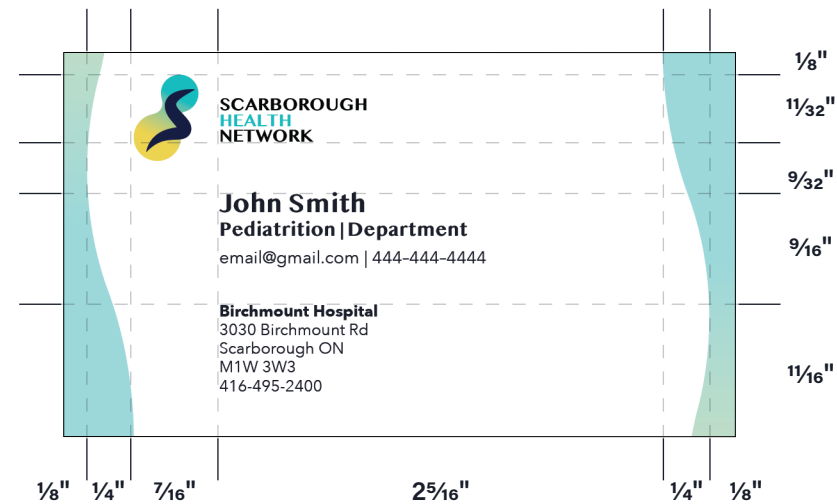 ⅛"
SCARBOROUGH
HEALTH
NETWORK
11/32"
9/32"
John Smith
Pediatrition|Department
email@gmail.com | 444-444-4444
9/16"
Birchmount Hospital
3030 Birchmount Rd
Scarborough ON
M1W 3W3
416-495-2400
11/16"
⅛" ¼" 7/16" 2 5/16" ¼" ⅛"